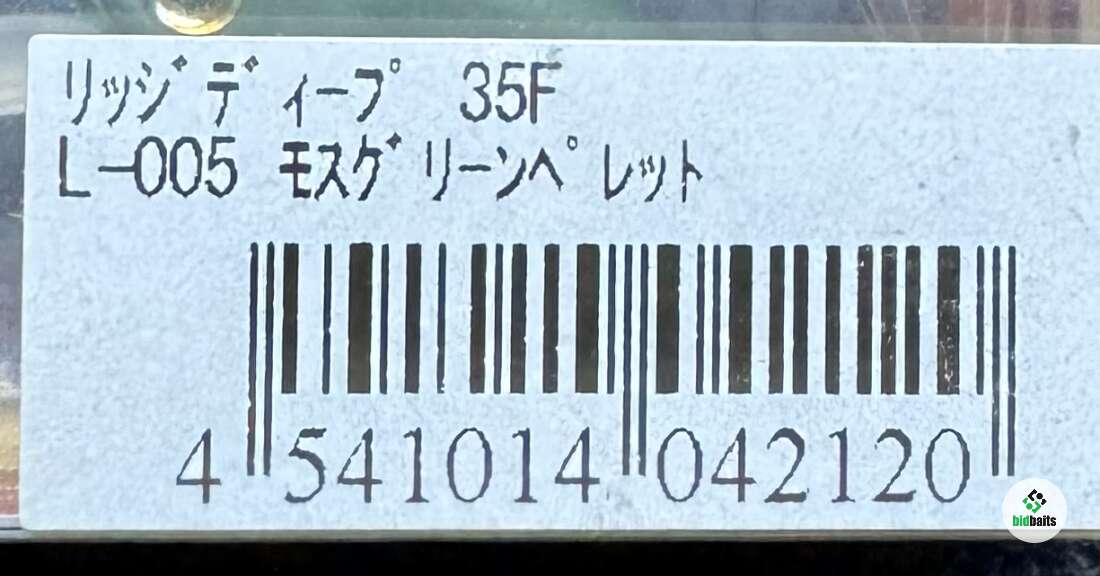 リッジディープ 35F
L-005 モスグリーンペレット
4 541014 042120
bidbaits